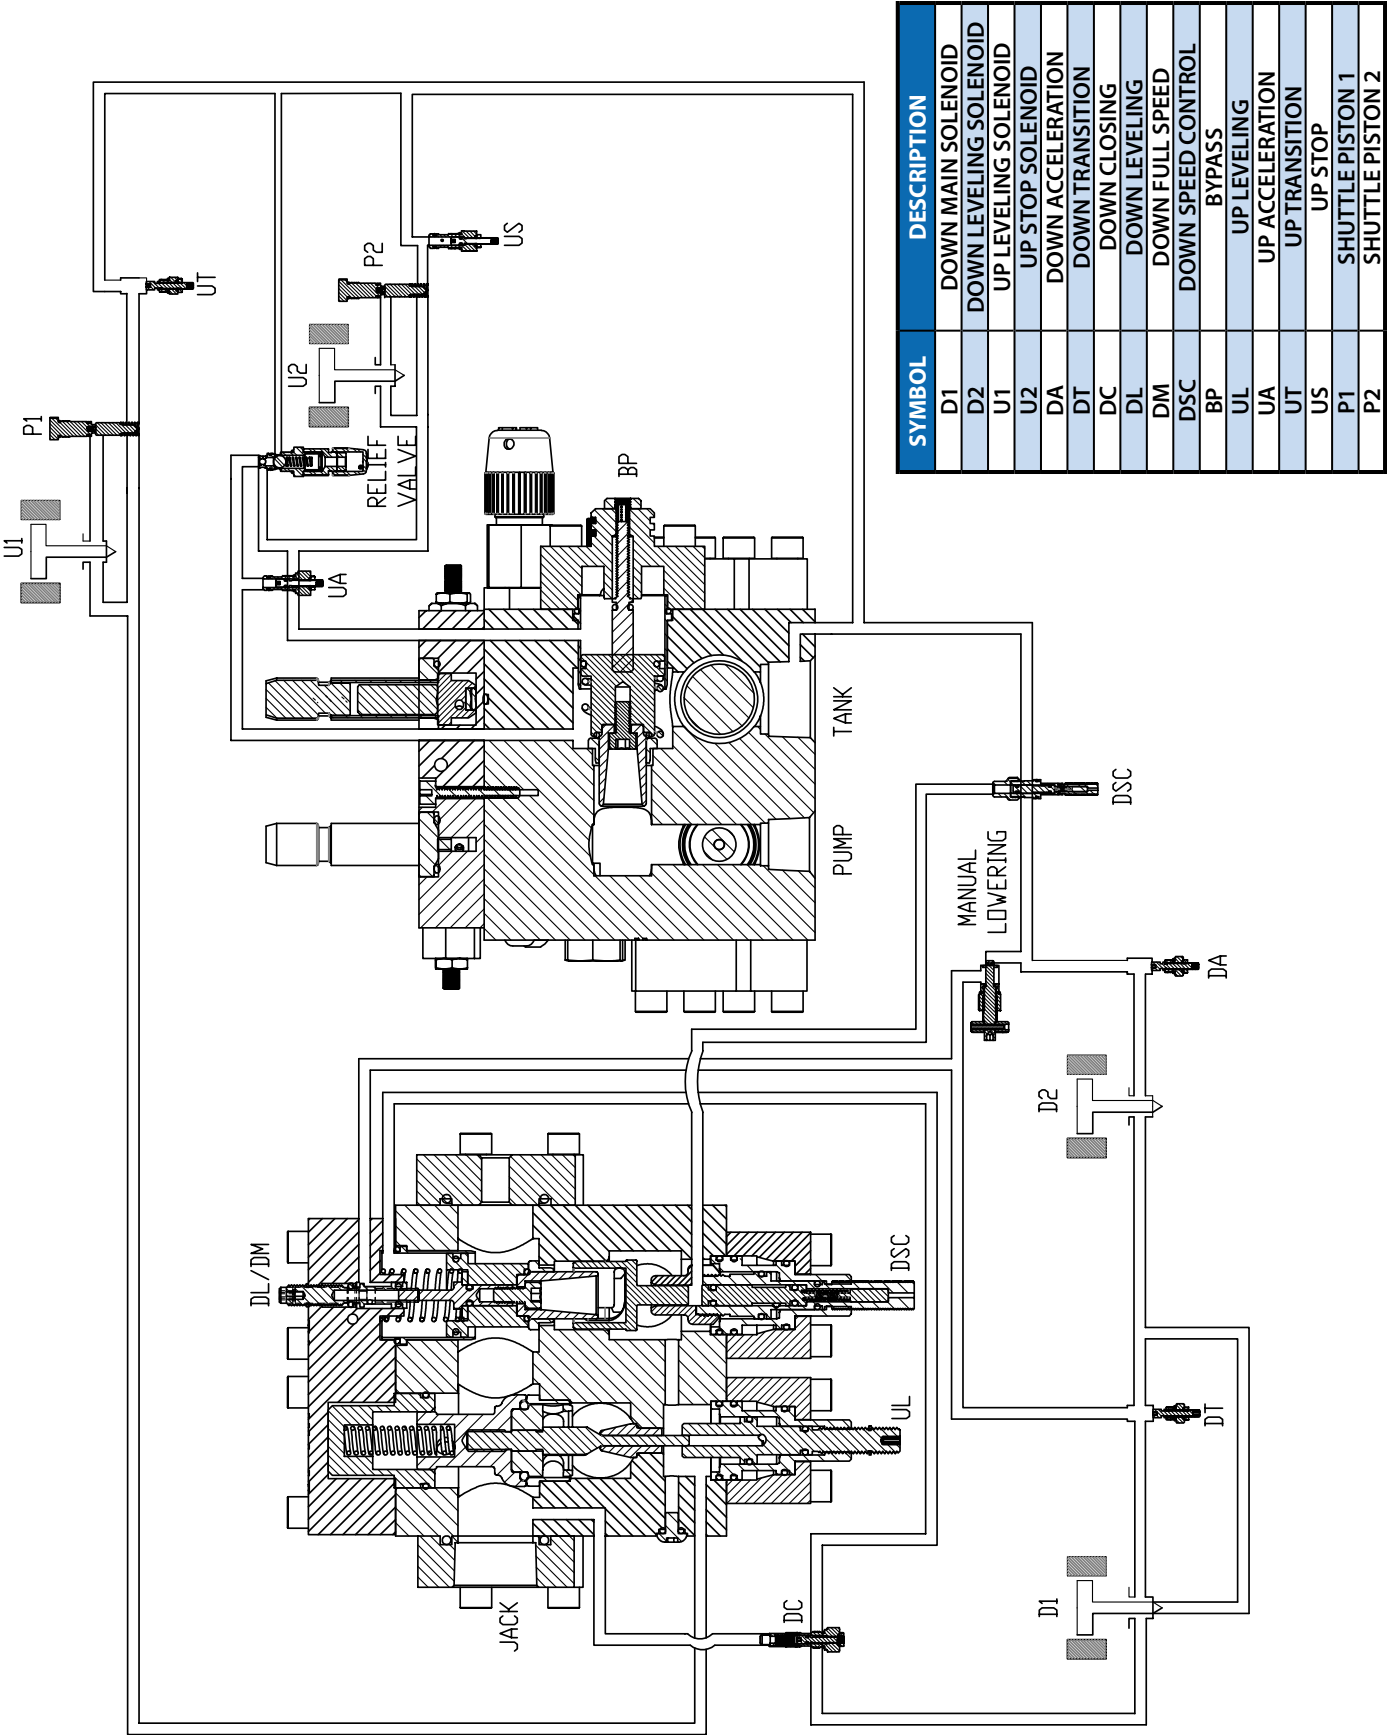 U1
P1
UT
U2
P2
US
RELIEF
VALVE
UA
BP
TANK
PUMP
DSC
MANUAL
LOWERING
DA
D2
DL/DM
DSC
UL
DT
JACK
DC
D1
SYMBOL DESCRIPTION
D1 DOWN MAIN SOLENOID
D2 DOWN LEVELING SOLENOID
U1 UP LEVELING SOLENOID
U2 UP STOP SOLENOID
DA DOWN ACCELERATION
DT DOWN TRANSITION
DC DOWN CLOSING
DL DOWN LEVELING
DM DOWN FULL SPEED
DSC DOWN SPEED CONTROL
BP BYPASS
UL UP LEVELING
UA UP ACCELERATION
UT UP TRANSITION
US UP STOP
P1 SHUTTLE PISTON 1
P2 SHUTTLE PISTON 2